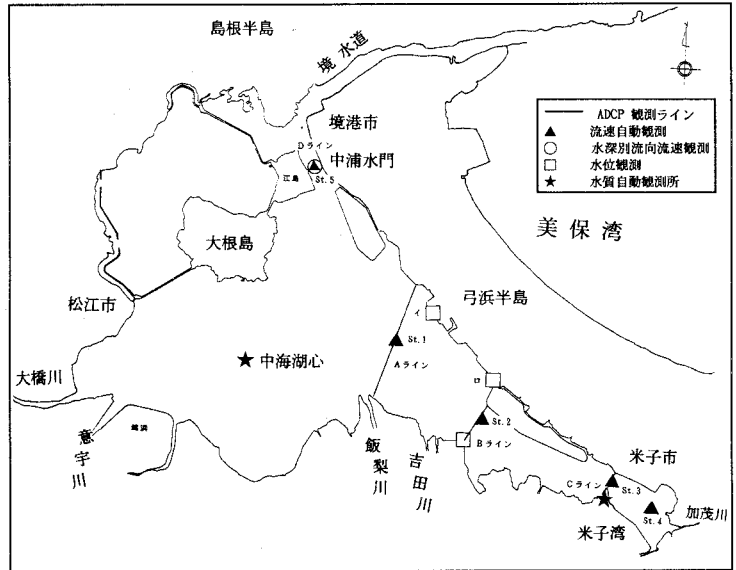 島根半島
境水道
境港市
Dライン
中浦水門
江島
St.5
大根島
松江市
中海湖心
大橋川
意宇川
飯梨川
吉田川
弓浜半島
美保湾
イ
St.1
Aライン
ロ
St.2
Bライン
米子市
Cライン
St.3
St.4
加茂川
米子湾
ADCP 観測ライン
流速自動観測
水深別流向流速観測
水位観測
水質自動観測所